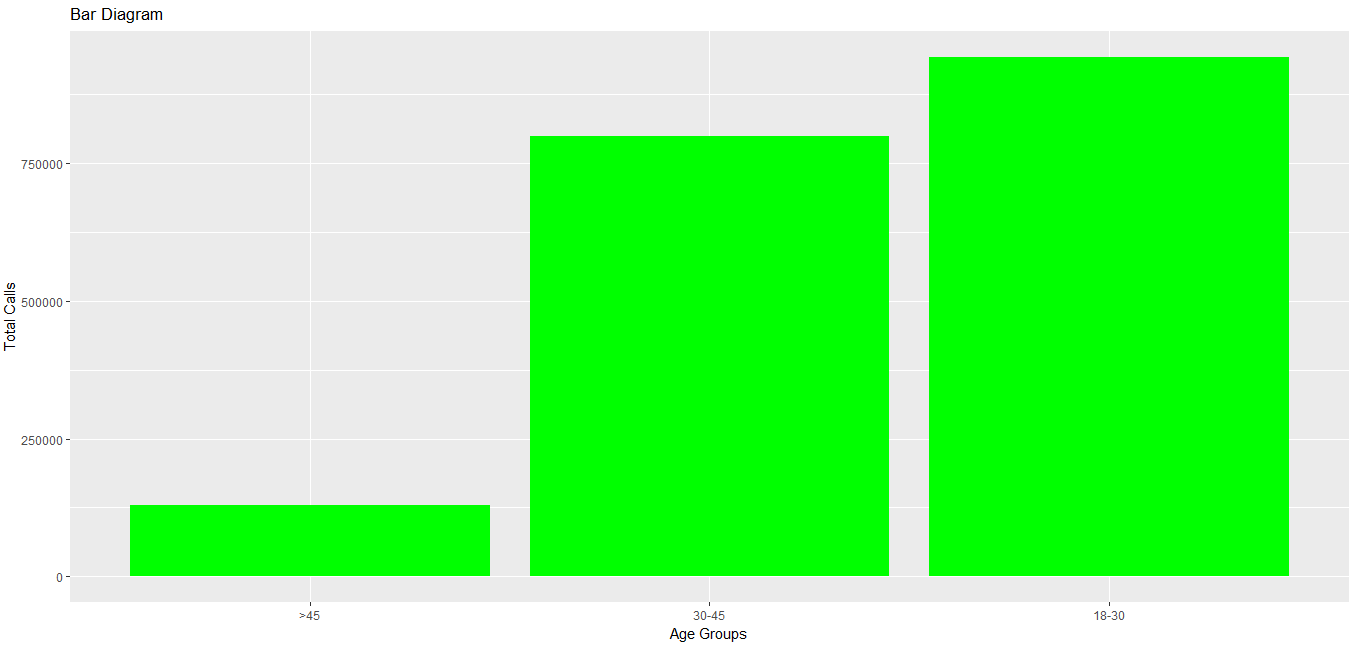 Bar Diagram
750000
500000
250000
0
Total Calls
>45
30-45
18-30
Age Groups